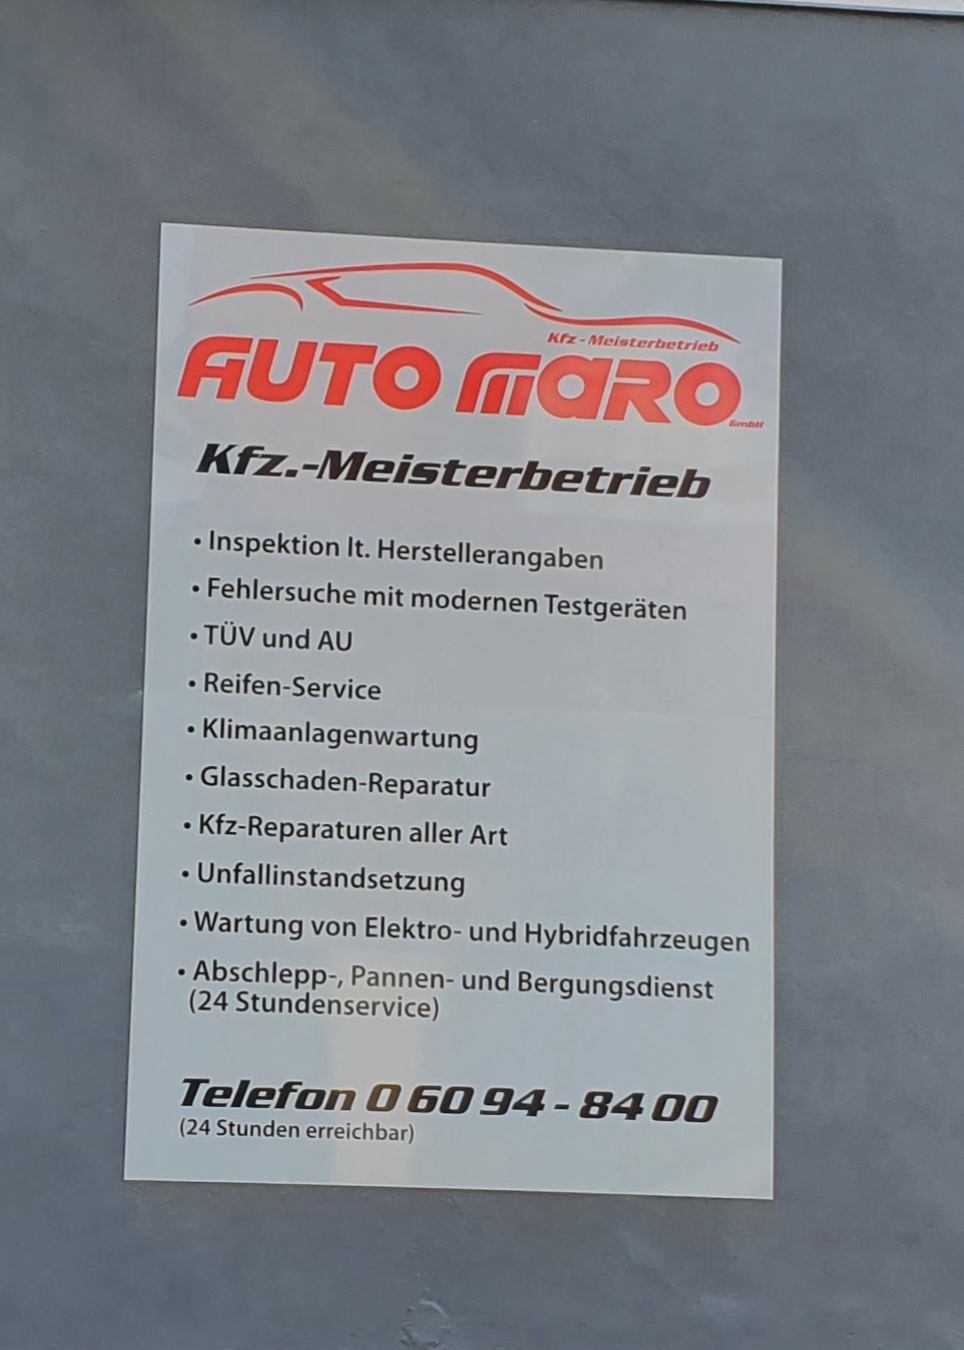 Kfz-Meisterbetrieb
AUTO MARO
GmbH
Kfz.-Meisterbetrieb
• Inspektion lt. Herstellerangaben
• Fehlersuche mit modernen Testgeräten
• TÜV und AU
• Reifen-Service
• Klimaanlagenwartung
• Glasschaden-Reparatur
• Kfz-Reparaturen aller Art
• Unfallinstandsetzung
• Wartung von Elektro- und Hybridfahrzeugen
• Abschlepp-, Pannen- und Bergungsdienst
(24 Stundenservice)
Telefon 0 60 94 - 84 00
(24 Stunden erreichbar)